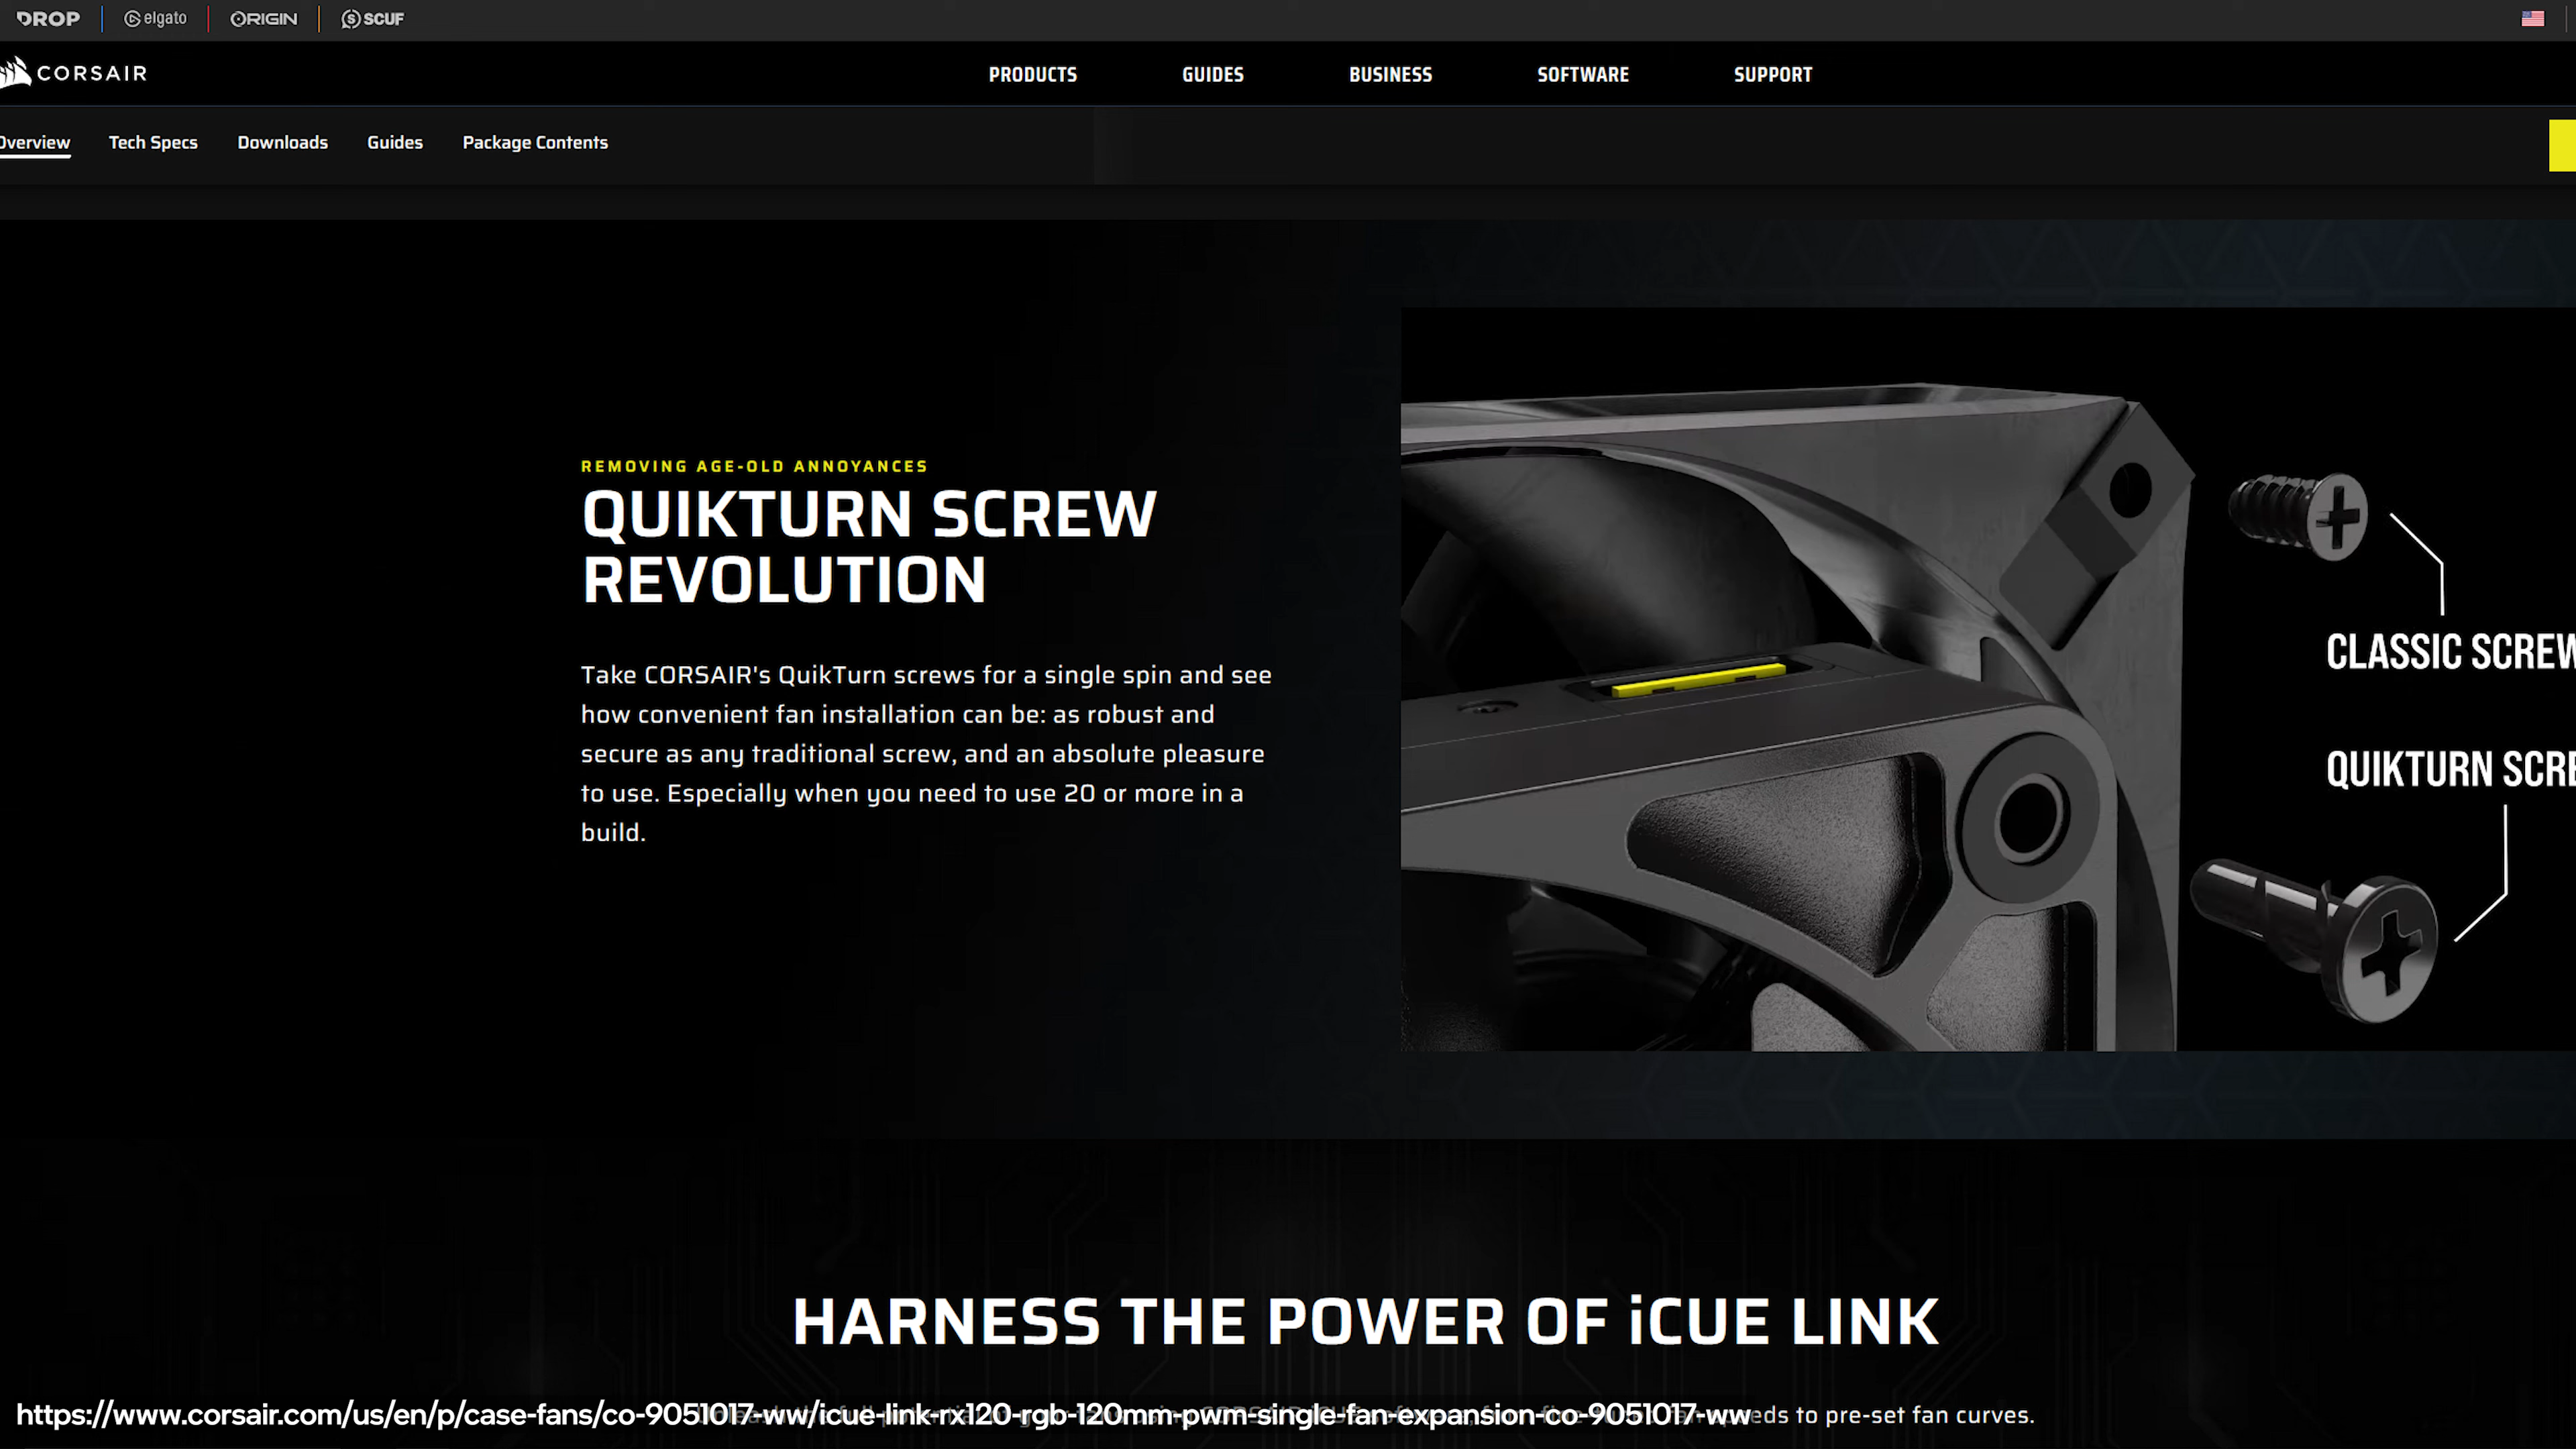 DROP
elgato
ORIGIN
SCUF
CORSAIR
PRODUCTS
GUIDES
BUSINESS
SOFTWARE
SUPPORT
Overview
Tech Specs
Downloads
Guides
Package Contents
REMOVING AGE-OLD ANNOYANCES
QUIKTURN SCREW
REVOLUTION
Take CORSAIR's QuikTurn screws for a single spin and see
how convenient fan installation can be: as robust and
secure as any traditional screw, and an absolute pleasure
to use. Especially when you need to use 20 or more in a
build.
CLASSIC SCREW
QUIKTURN SCRE
HARNESS THE POWER OF iCUE LINK
https://www.corsair.com/us/en/p/case-fans/co-9051017-ww/icue-link-rx120-rgb-120mm-pwm-single-fan-expansion-co-9051017-ww
to pre-set fan curves.